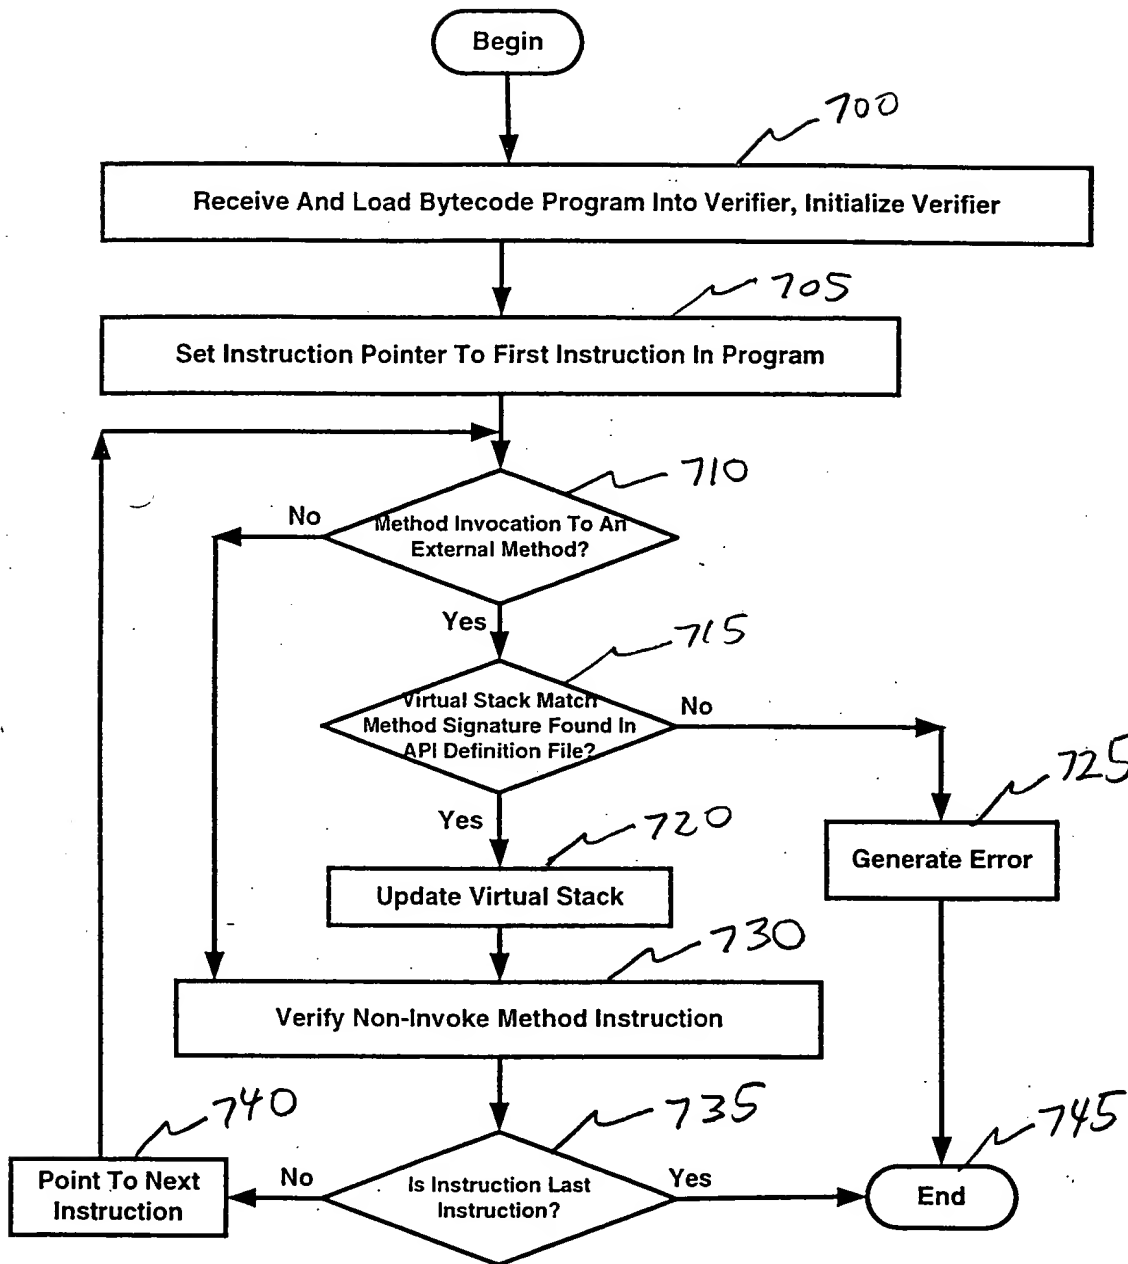 Begin
700
Receive And Load Bytecode Program Into Verifier, Initialize Verifier
705
Set Instruction Pointer To First Instruction In Program
710
No
Method Invocation To An
External Method?
Yes
715
Virtual Stack Match
Method Signature Found In
API Definition File?
No
725
Yes
720
Generate Error
Update Virtual Stack
730
Verify Non-Invoke Method Instruction
740
735
745
Point To Next
Instruction
No
Is Instruction Last
Instruction?
Yes
End